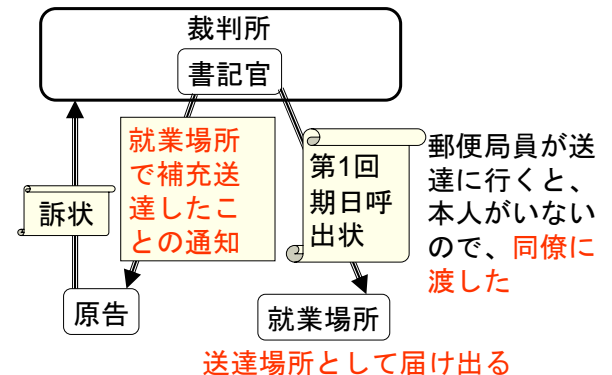 裁判所
書記官
就業場所
で補充送
達したこ
との通知
第1回
期日呼
出状
郵便局員が送
達に行くと、
本人がいない
ので、同僚に
渡した
訴状
原告
就業場所
送達場所として届け出る